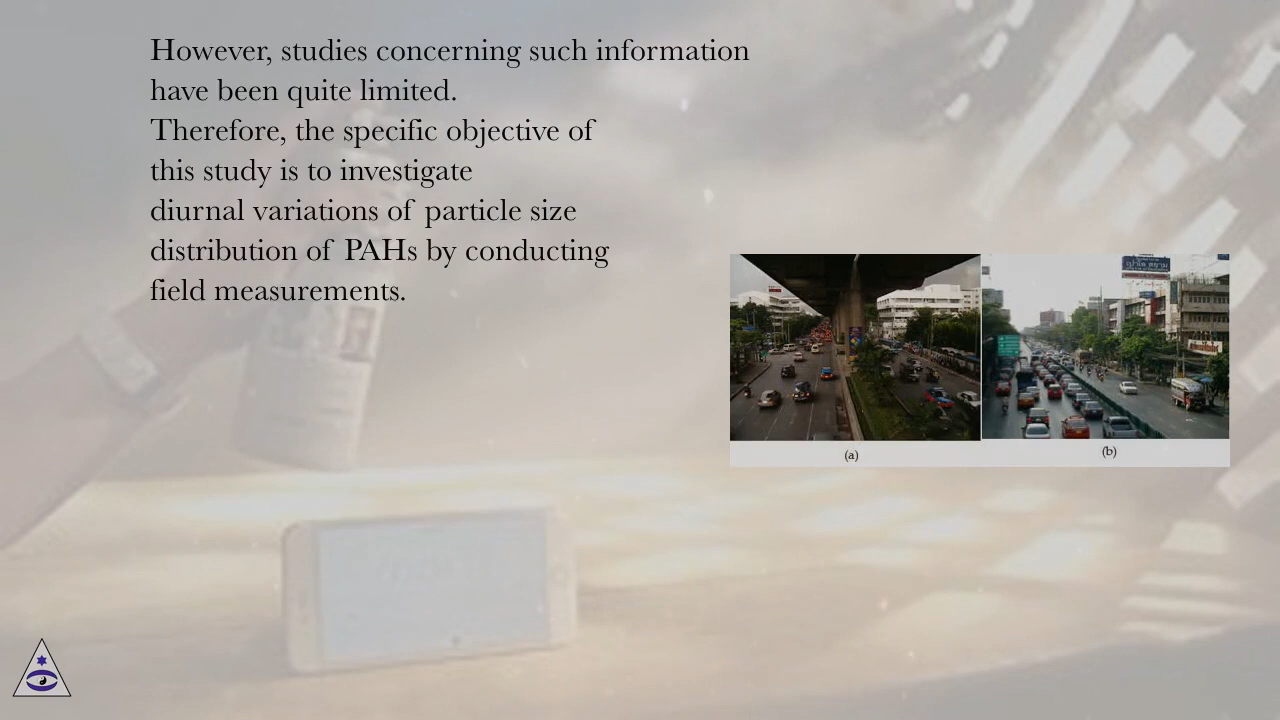 However, studies concerning such information
have been quite limited.
Therefore, the specific objective of
this study is to investigate
diurnal variations of particle size
distribution of PAHs by conducting
field measurements.
(a)
(b)